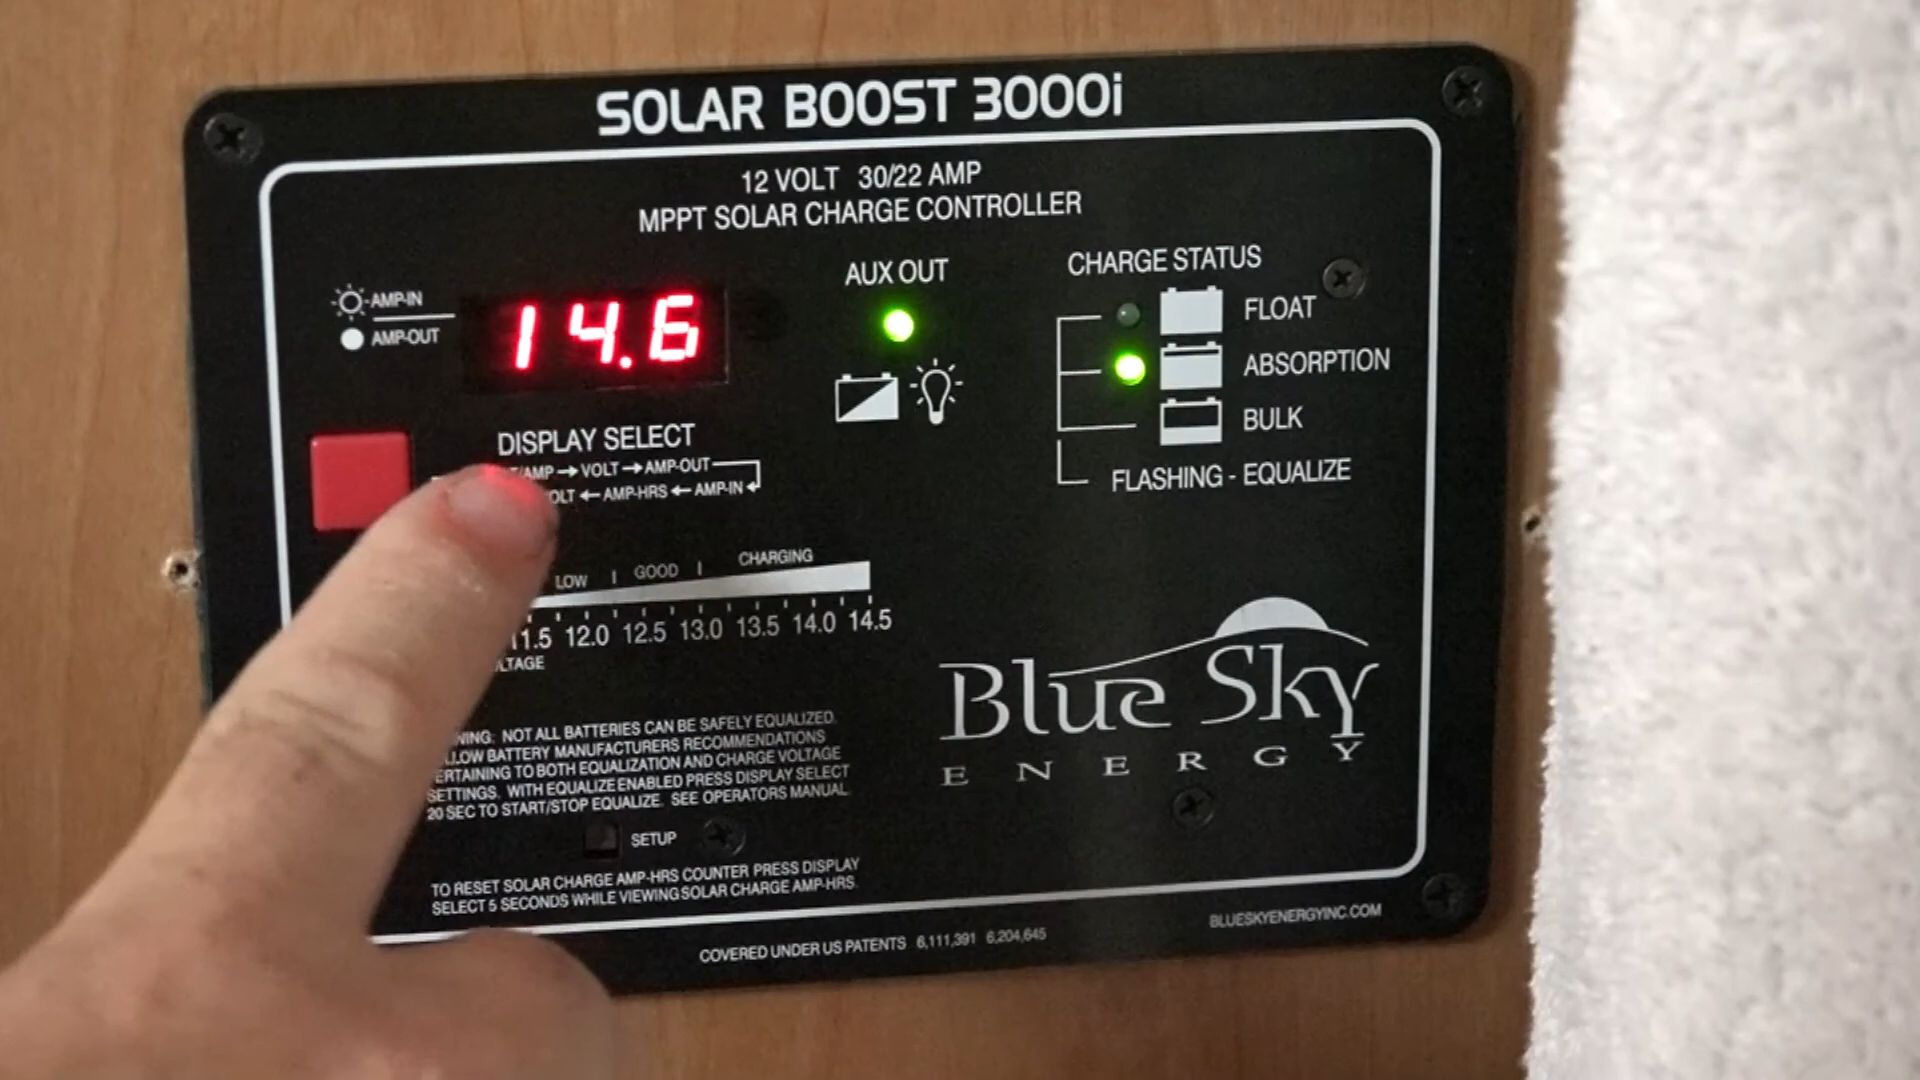 SOLAR BOOST 3000i
12 VOLT 30/22 AMP
MPPT SOLAR CHARGE CONTROLLER
AMP-IN
AMP-OUT
14.6
AUX OUT
CHARGE STATUS
FLOAT
ABSORPTION
BULK
FLASHING - EQUALIZE
DISPLAY SELECT
/AMP → VOLT → AMP-OUT
OLT ← AMP-HRS ← AMP-IN
LOW | GOOD | CHARGING
11.5 12.0 12.5 13.0 13.5 14.0 14.5
LTAGE
NING: NOT ALL BATTERIES CAN BE SAFELY EQUALIZED.
LLOW BATTERY MANUFACTURERS RECOMMENDATIONS
ERTAINING TO BOTH EQUALIZATION AND CHARGE VOLTAGE
SETTINGS. WITH EQUALIZE ENABLED PRESS DISPLAY SELECT
20 SEC TO START/STOP EQUALIZE. SEE OPERATORS MANUAL.
SETUP
TO RESET SOLAR CHARGE AMP-HRS COUNTER PRESS DISPLAY
SELECT 5 SECONDS WHILE VIEWING SOLAR CHARGE AMP-HRS.
Blue Sky
ENERGY
BLUESKYENERGYINC.COM
COVERED UNDER US PATENTS 6,111,391 6,204,645